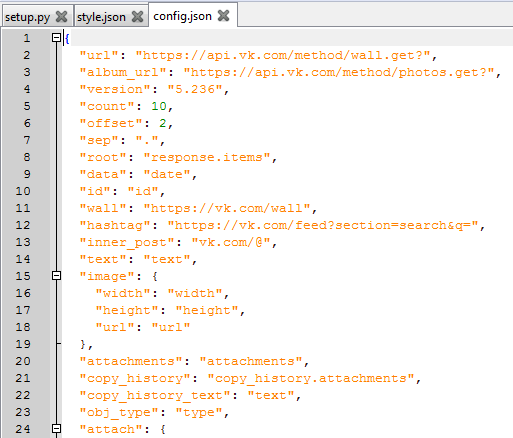 setup.py style.json config.json
1 {
2 "url": "https://api.vk.com/method/wall.get?",
3 "album_url": "https://api.vk.com/method/photos.get?",
4 "version": "5.236",
5 "count": 10,
6 "offset": 2,
7 "sep": ".",
8 "root": "response.items",
9 "data": "date",
10 "id": "id",
11 "wall": "https://vk.com/wall",
12 "hashtag": "https://vk.com/feed?section=search&q=",
13 "inner_post": "vk.com/@",
14 "text": "text",
15 "image": {
16 "width": "width",
17 "height": "height",
18 "url": "url"
19 },
20 "attachments": "attachments",
21 "copy_history": "copy_history.attachments",
22 "copy_history_text": "text",
23 "obj_type": "type",
24 "attach": {